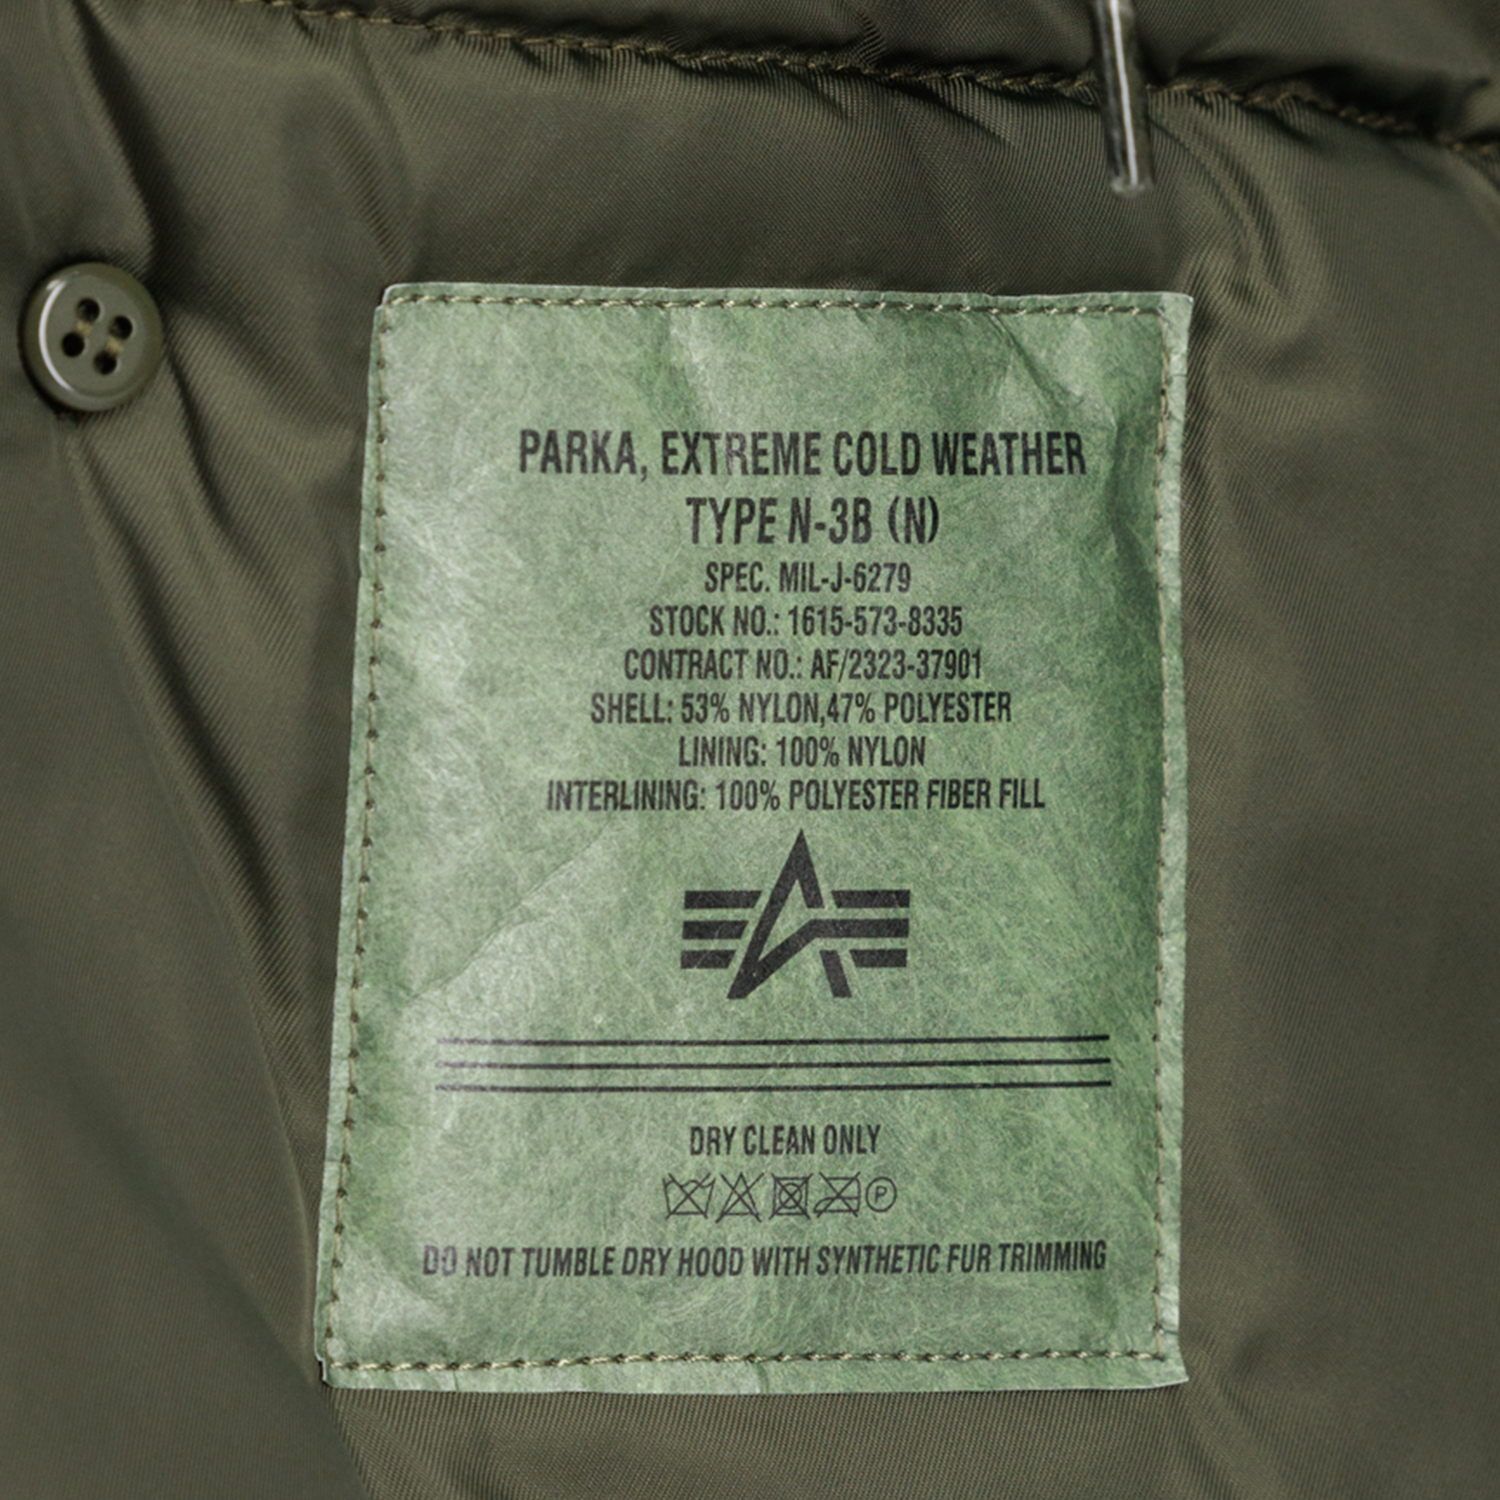 PARKA, EXTREME COLD WEATHER
TYPE N-3B (N)
SPEC. MIL-J-6279
STOCK NO.: 1615-573-8335
CONTRACT NO.: AF/2323-37901
SHELL: 53% NYLON,47% POLYESTER
LINING: 100% NYLON
INTERLINING: 100% POLYESTER FIBER FILL
DRY CLEAN ONLY
P
DO NOT TUMBLE DRY HOOD WITH SYNTHETIC FUR TRIMMING